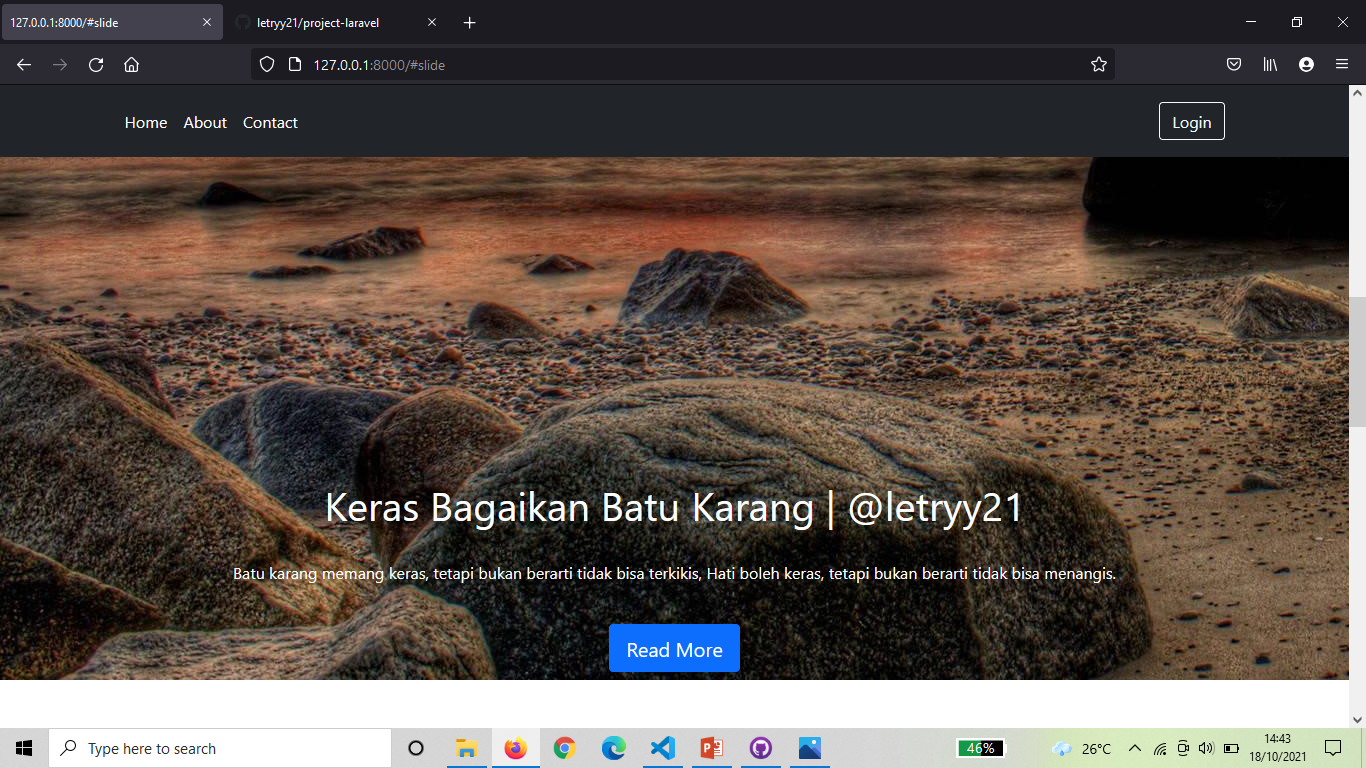 127.0.0.1:8000/#slide
letryy21/project-laravel
127.0.0.1:8000/#slide
Home About Contact
Login
Keras Bagaikan Batu Karang | @letryy21
Batu karang memang keras, tetapi bukan berarti tidak bisa terkikis, Hati boleh keras, tetapi bukan berarti tidak bisa menangis.
Read More
Type here to search
46%
26°C
14:43
18/10/2021